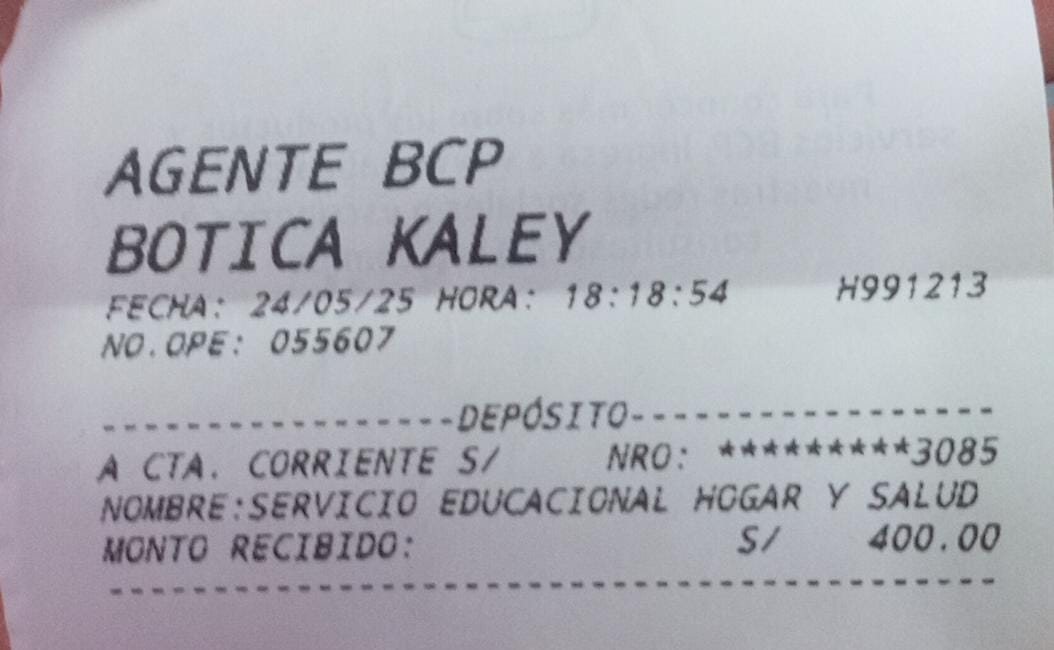 AGENTE BCP
BOTICA KALEY
FECHA: 24/05/25 HORA: 18:18:54 H991213
NO.OPE: 055607
-----------------DEPÓSITO-----------------
A CTA. CORRIENTE S/ NRO: *********3085
NOMBRE:SERVICIO EDUCACIONAL HOGAR Y SALUD
MONTO RECIBIDO: S/ 400.00